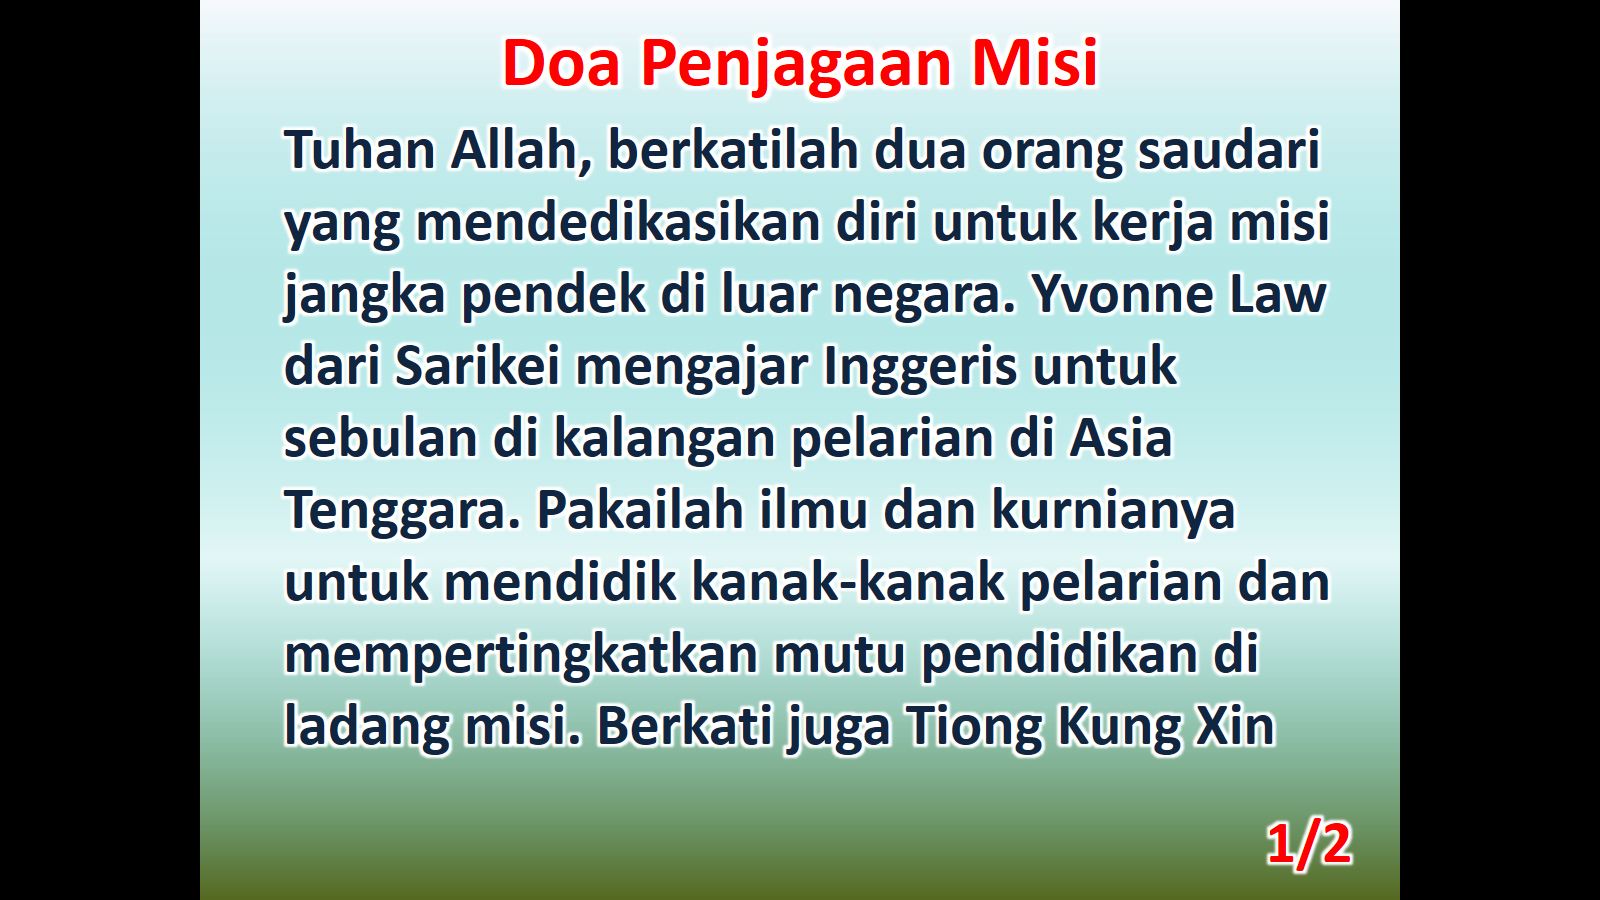 Doa Penjagaan Misi
Tuhan Allah, berkatilah dua orang saudari
yang mendedikasikan diri untuk kerja misi
jangka pendek di luar negara. Yvonne Law
dari Sarikei mengajar Inggeris untuk
sebulan di kalangan pelarian di Asia
Tenggara. Pakailah ilmu dan kurnianya
untuk mendidik kanak-kanak pelarian dan
mempertingkatkan mutu pendidikan di
ladang misi. Berkati juga Tiong Kung Xin
1/2